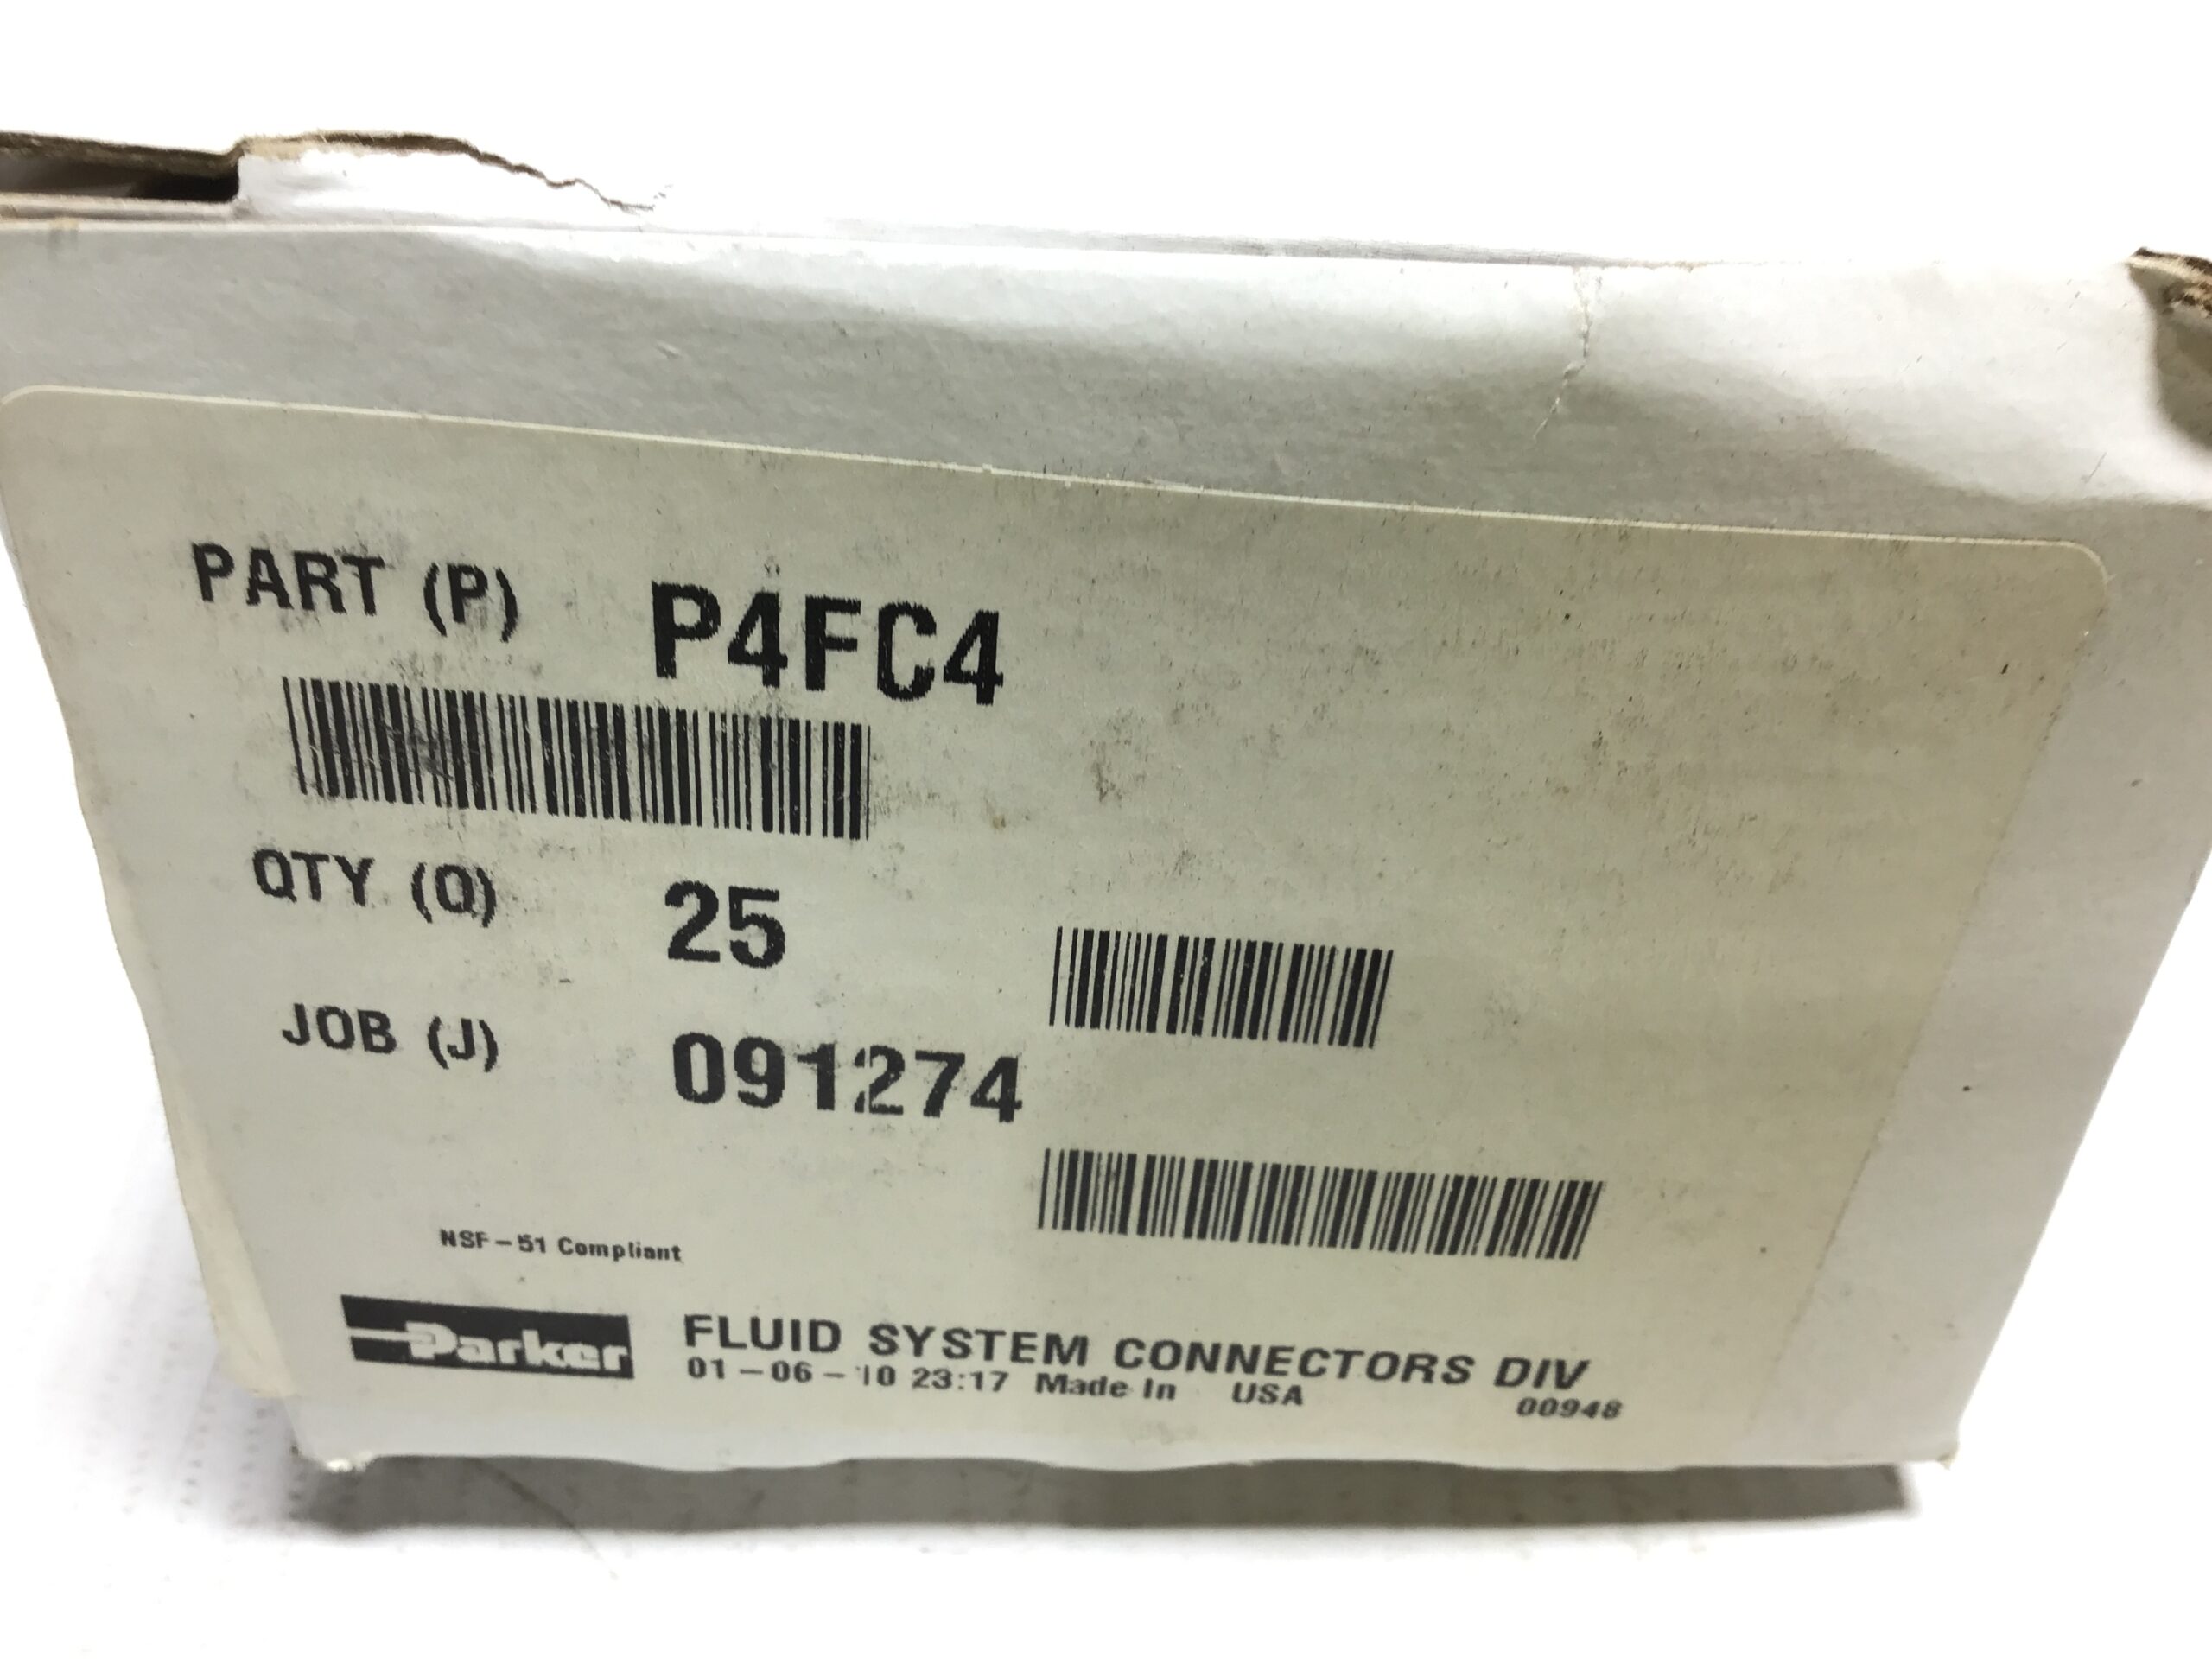 PART (P) P4FC4
QTY (Q) 25
JOB (J) 091274
NSF-51 Compliant
Parker FLUID SYSTEM CONNECTORS DIV
01-06-10 23:17 Made In USA 00948